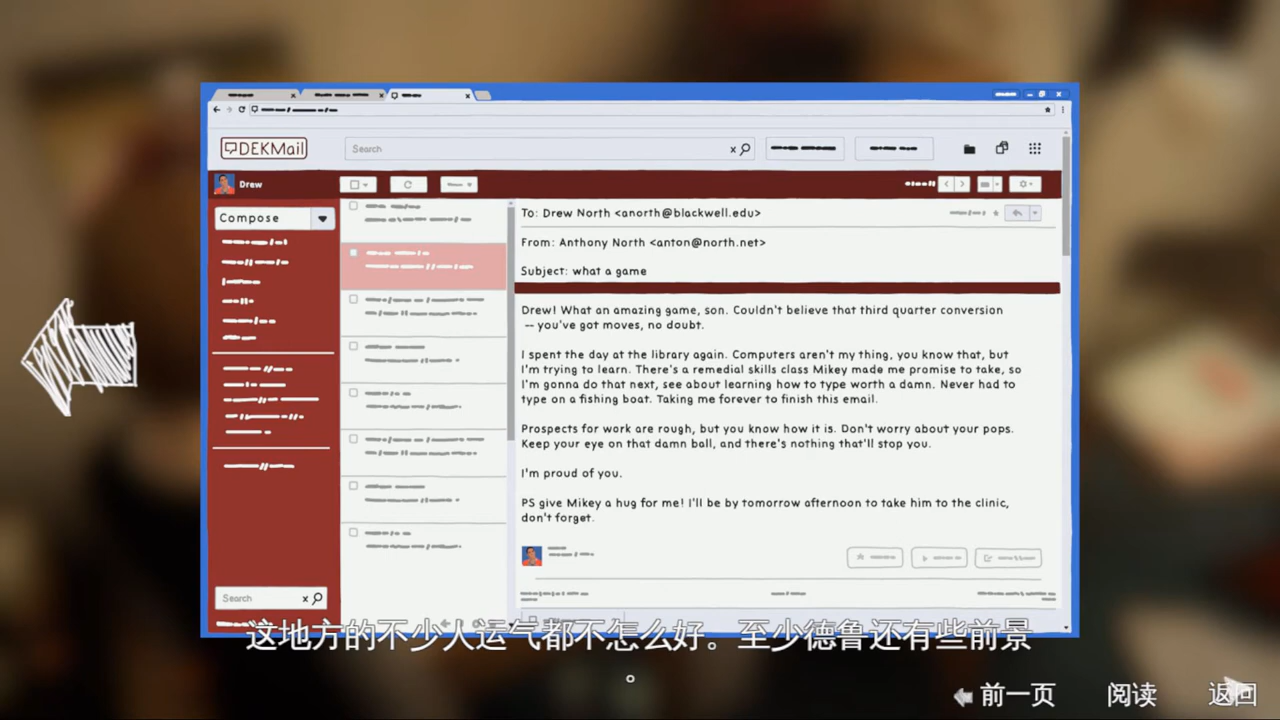 DEKMail
Search
Drew
Compose
To: Drew North <anorth@blackwell.edu>
From: Anthony North <anton@north.net>
Subject: what a game
Drew! What an amazing game, son. Couldn't believe that third quarter conversion
-- you've got moves, no doubt.
I spent the day at the library again. Computers aren't my thing, you know that, but
I'm trying to learn. There's a remedial skills class Mikey made me promise to take, so
I'm gonna do that next, see about learning how to type worth a damn. Never had to
type on a fishing boat. Taking me forever to finish this email.
Prospects for work are rough, but you know how it is. Don't worry about your pops.
Keep your eye on that damn ball, and there's nothing that'll stop you.
I'm proud of you.
PS give Mikey a hug for me! I'll be by tomorrow afternoon to take him to the clinic,
don't forget.
Search
这地方的不少人运气都不怎么好。至少德鲁还有些前景
。
前一页 阅读 返回